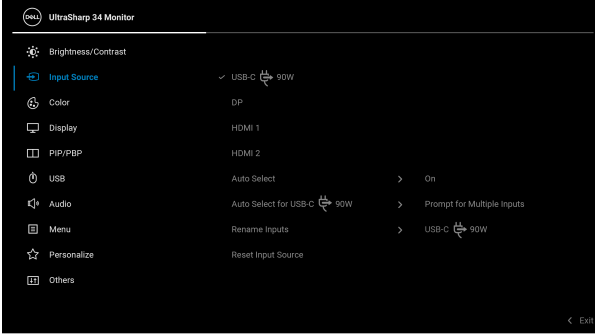 DELL UltraSharp 34 Monitor
Brightness/Contrast
Input Source USB-C 90W
Color DP
Display HDMI 1
PIP/PBP HDMI 2
USB Auto Select On
Audio Auto Select for USB-C 90W Prompt for Multiple Inputs
Menu Rename Inputs USB-C 90W
Personalize Reset Input Source
Others
Exit